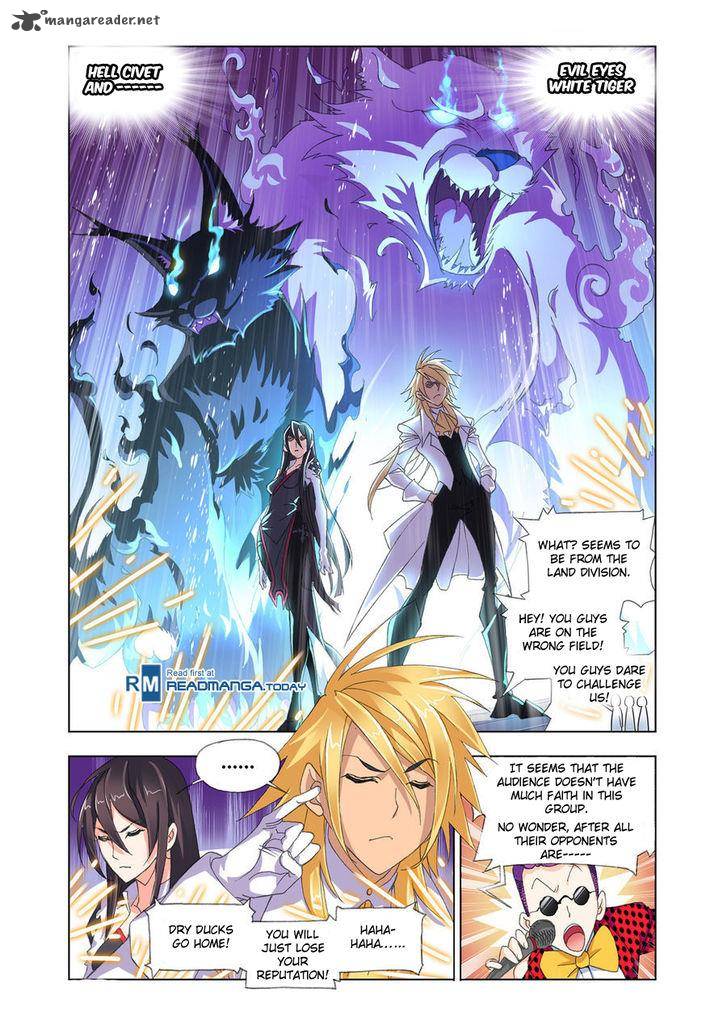 mangareader.net
HELL CIVET
AND ------
EVIL EYES
WHITE TIGER
WHAT? SEEMS TO
BE FROM THE
LAND DIVISION.
HEY! YOU GUYS
ARE ON THE
WRONG FIELD!
YOU GUYS DARE
TO CHALLENGE
US!
Read first at
RM READMANGA.TODAY
......
DRY DUCKS
GO HOME!
YOU WILL
JUST LOSE
YOUR
REPUTATION!
HAHA-
HAHA.....
IT SEEMS THAT THE
AUDIENCE DOESN'T HAVE
MUCH FAITH IN THIS
GROUP.
NO WONDER, AFTER ALL
THEIR OPPONENTS
ARE-----